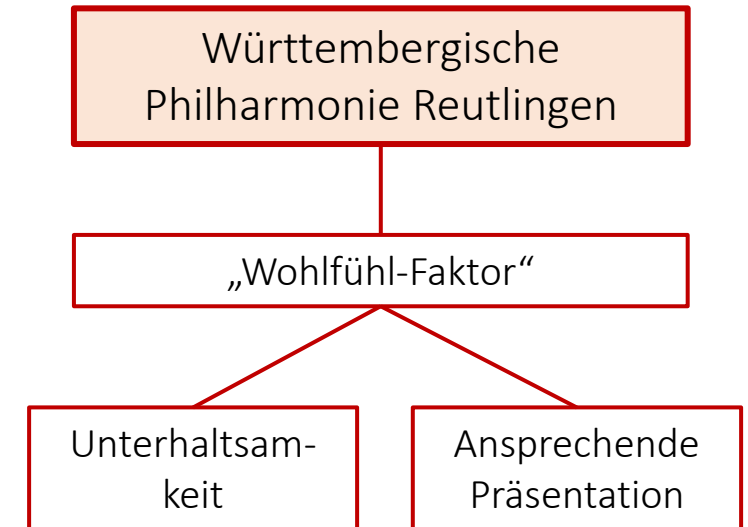 Württembergische
Philharmonie Reutlingen
„Wohlfühl-Faktor“
Unterhaltsam-
keit
Ansprechende
Präsentation